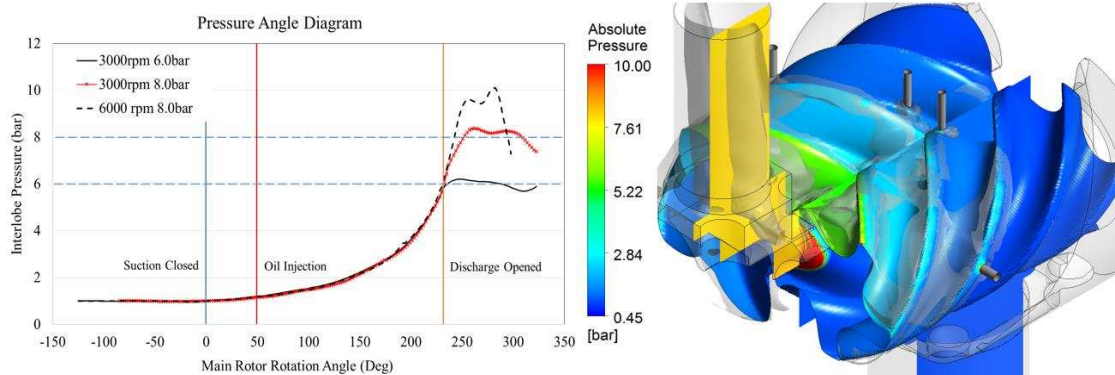 Pressure Angle Diagram
12
10
8
6
4
2
0
Interlobe Pressure (bar)
3000rpm 6.0bar
3000rpm 8.0bar
6000 rpm 8.0bar
Suction Closed
Oil Injection
Discharge Opened
-150 -100 -50 0 50 100 150 200 250 300 350
Main Rotor Rotation Angle (Deg)
Absolute
Pressure
10.00
7.61
5.22
2.84
0.45
[bar]